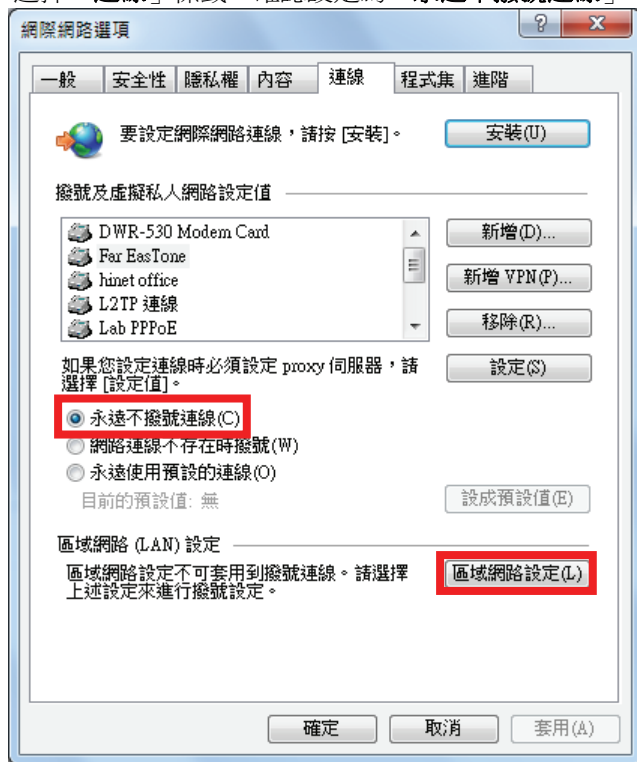 網際網路選項
一般 安全性 隱私權 內容 連線 程式集 進階
要設定網際網路連線，請按 [安裝]。 安裝(U)
撥號及虛擬私人網路設定值
DWR-530 Modem Card 新增(D)...
Far EasTone
hinet office 新增 VPN(P)...
L2TP 連線
Lab PPPoE 移除(R)...
如果您設定連線時必須設定 proxy 伺服器，請 設定(S)
選擇 [設定值]。
永遠不撥號連線(C)
網路連線不存在時撥號(W)
永遠使用預設的連線(O)
目前的預設值: 無 設成預設值(E)
區域網路 (LAN) 設定
區域網路設定不可套用到撥號連線。請選擇 區域網路設定(L)
上述設定來進行撥號設定。
確定 取消 套用(A)